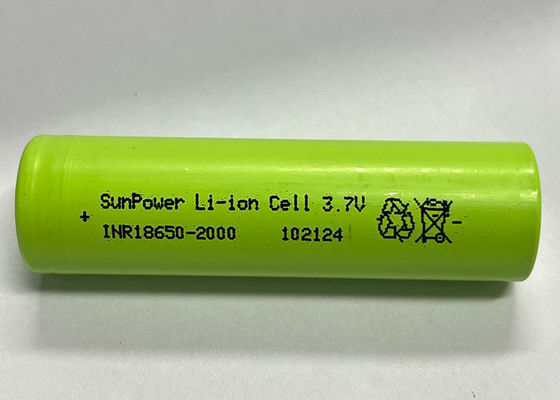 + SunPower Li-ion Cell 3.7V -
INR18650-2000 102124